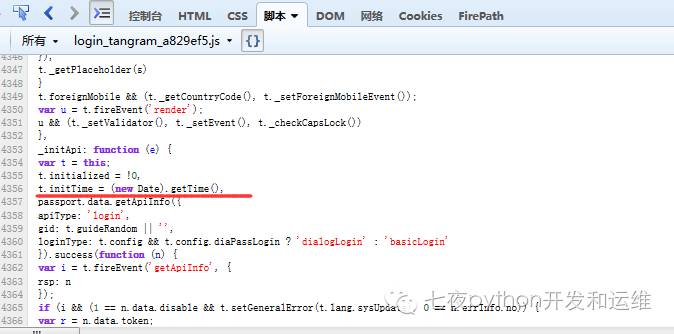 控制台 HTML CSS 脚本 DOM 网络 Cookies FirePath
所有 login_tangram_a829ef5.js {}
4346 }),
4347 t._getPlaceholder(s)
4348 }
4349 t.foreignMobile && (t._getCountryCode(), t._setForeignMobileEvent());
4350 var u = t.fireEvent('render');
4351 u && (t._setValidator(), t._setEvent(), t._checkCapsLock())
4352 },
4353 _initApi: function (e) {
4354 var t = this;
4355 t.initialized = !0,
4356 t.initTime = (new Date).getTime(),
4357 passport.data.getApiInfo({
4358 apiType: 'login',
4359 gid: t.guideRandom || '',
4360 loginType: t.config && t.config.diaPassLogin ? 'dialogLogin' : 'basicLogin'
4361 }).success(function (n) {
4362 var i = t.fireEvent('getApiInfo', {
4363 rsp: n
4364 });
4365 if (i && (1 == n.data.disable && t.setGeneralError(t.lang.sysUpdat 0 == n.errInfo.no)) {
4366 var r = n.data.token;
七夜python开发和运维